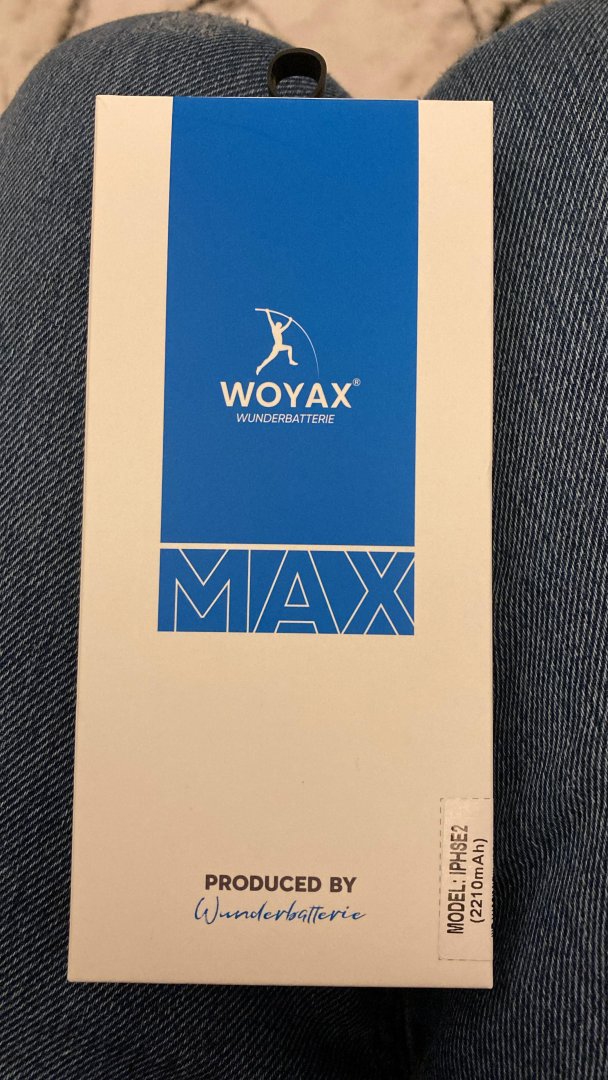 WOYAX®
WUNDERBATTERIE
MAX
PRODUCED BY
Wunderbatterie
MODEL: IPHSE2
(2210mAh)